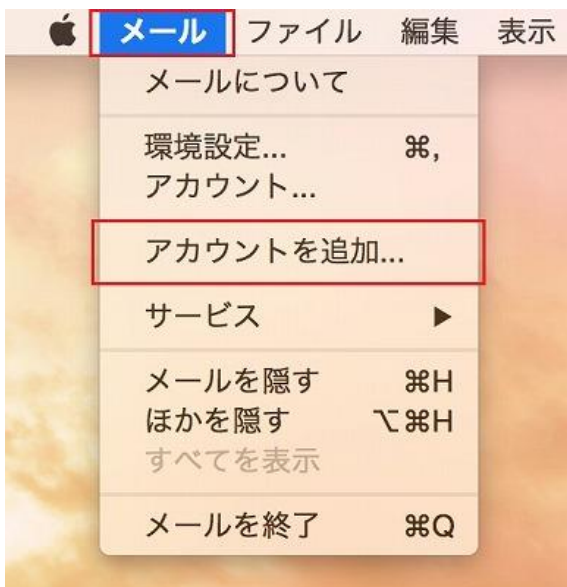 メール ファイル 編集 表示
メールについて
環境設定... ⌘,
アカウント...
アカウントを追加...
サービス ▶
メールを隠す ⌘H
ほかを隠す ⌥⌘H
すべてを表示
メールを終了 ⌘Q